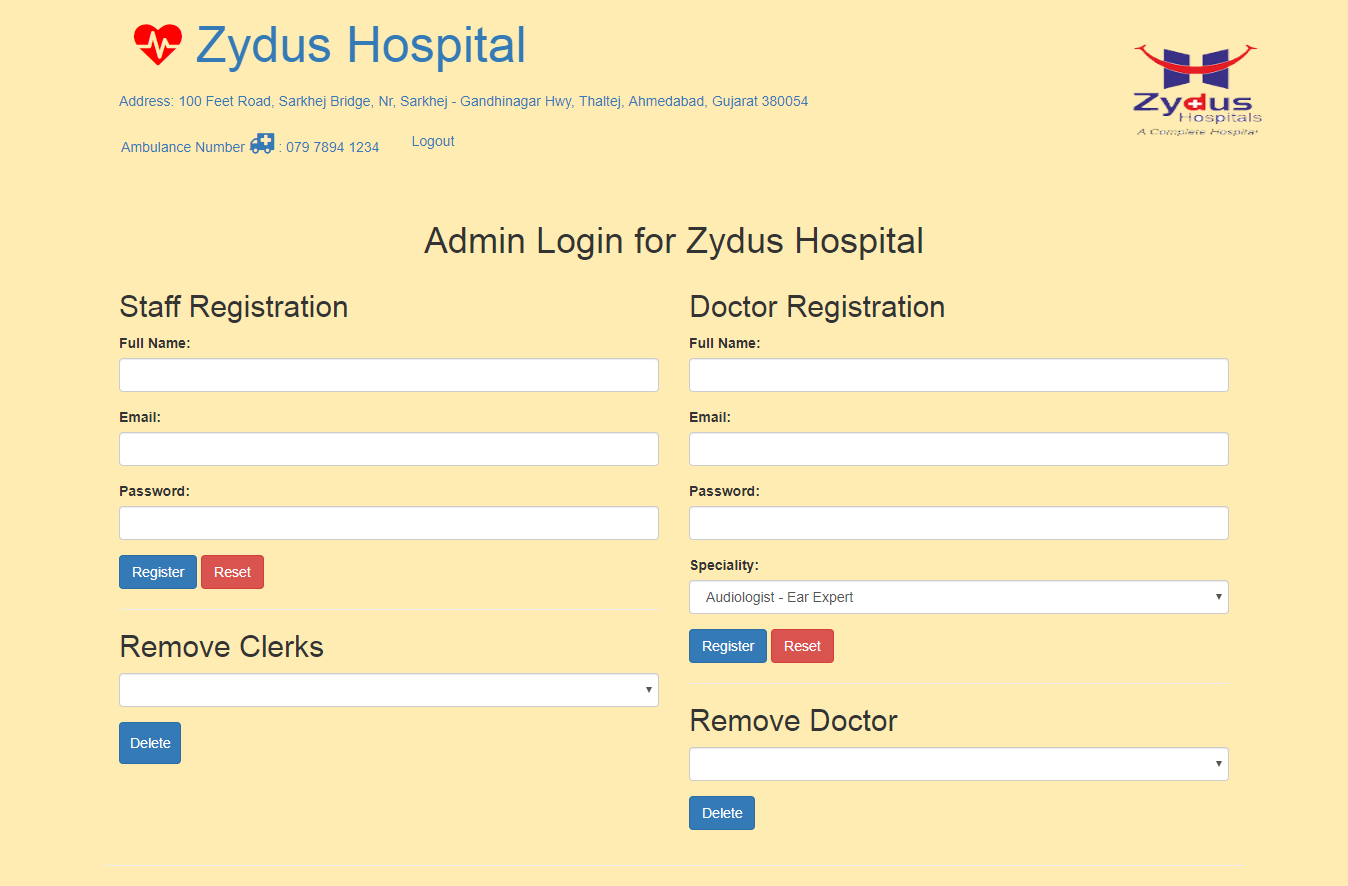 Zydus Hospital
Address: 100 Feet Road, Sarkhej Bridge, Nr, Sarkhej - Gandhinagar Hwy, Thaltej, Ahmedabad, Gujarat 380054
Ambulance Number : 079 7894 1234 Logout
Zydus
Hospitals
A Complete Hospital
Admin Login for Zydus Hospital
Staff Registration
Full Name:
Email:
Password:
Register Reset
Remove Clerks
Delete
Doctor Registration
Full Name:
Email:
Password:
Speciality:
Audiologist - Ear Expert
Register Reset
Remove Doctor
Delete